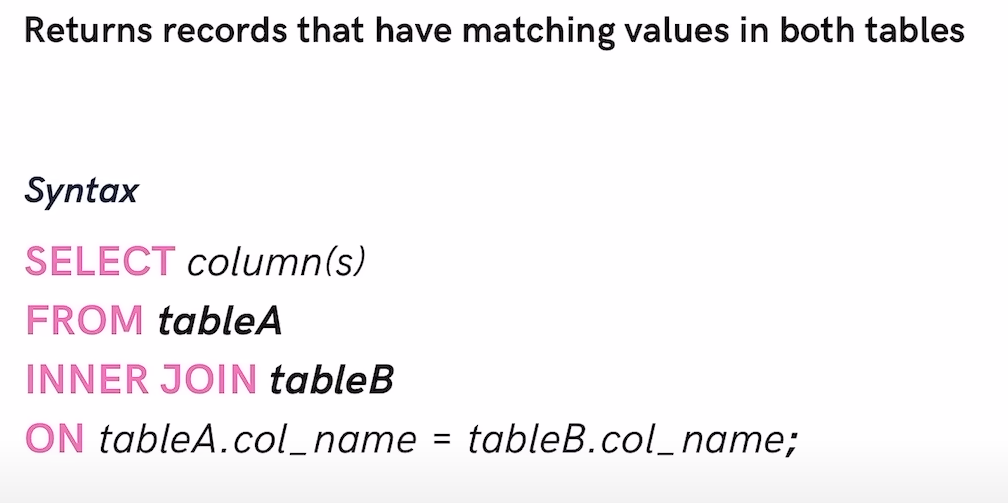 Returns records that have matching values in both tables
Syntax
SELECT column(s)
FROM tableA
INNER JOIN tableB
ON tableA.col_name = tableB.col_name;